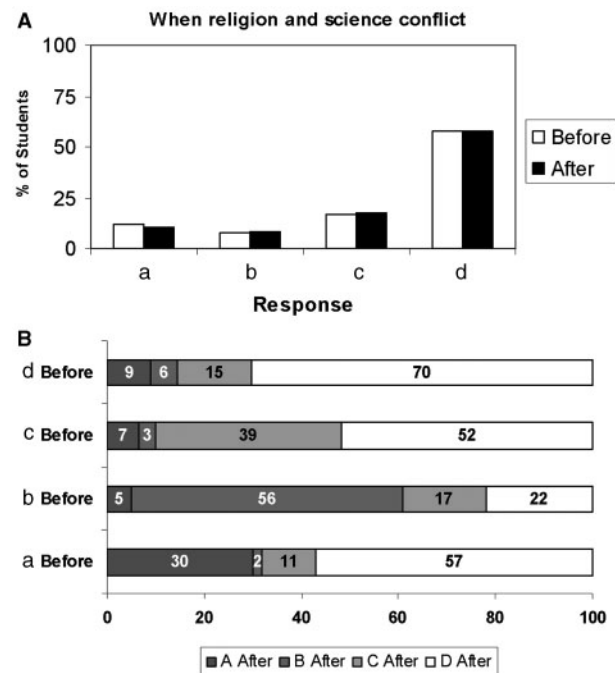 A
When religion and science conflict
100
75
50
25
0
% of Students
a b c d
Response
Before
After
B
d Before 9 6 15 70
c Before 7 3 39 52
b Before 5 56 17 22
a Before 30 2 11 57
0 20 40 60 80 100
A After B After C After D After